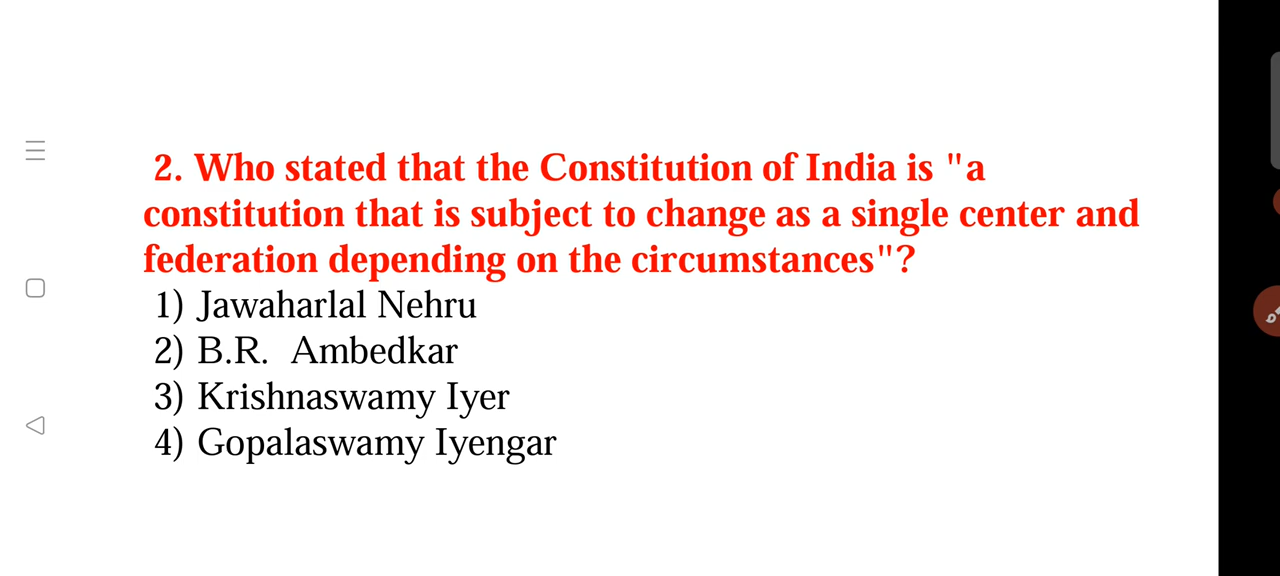 2. Who stated that the Constitution of India is "a
constitution that is subject to change as a single center and
federation depending on the circumstances"?
1) Jawaharlal Nehru
2) B.R. Ambedkar
3) Krishnaswamy Iyer
4) Gopalaswamy Iyengar